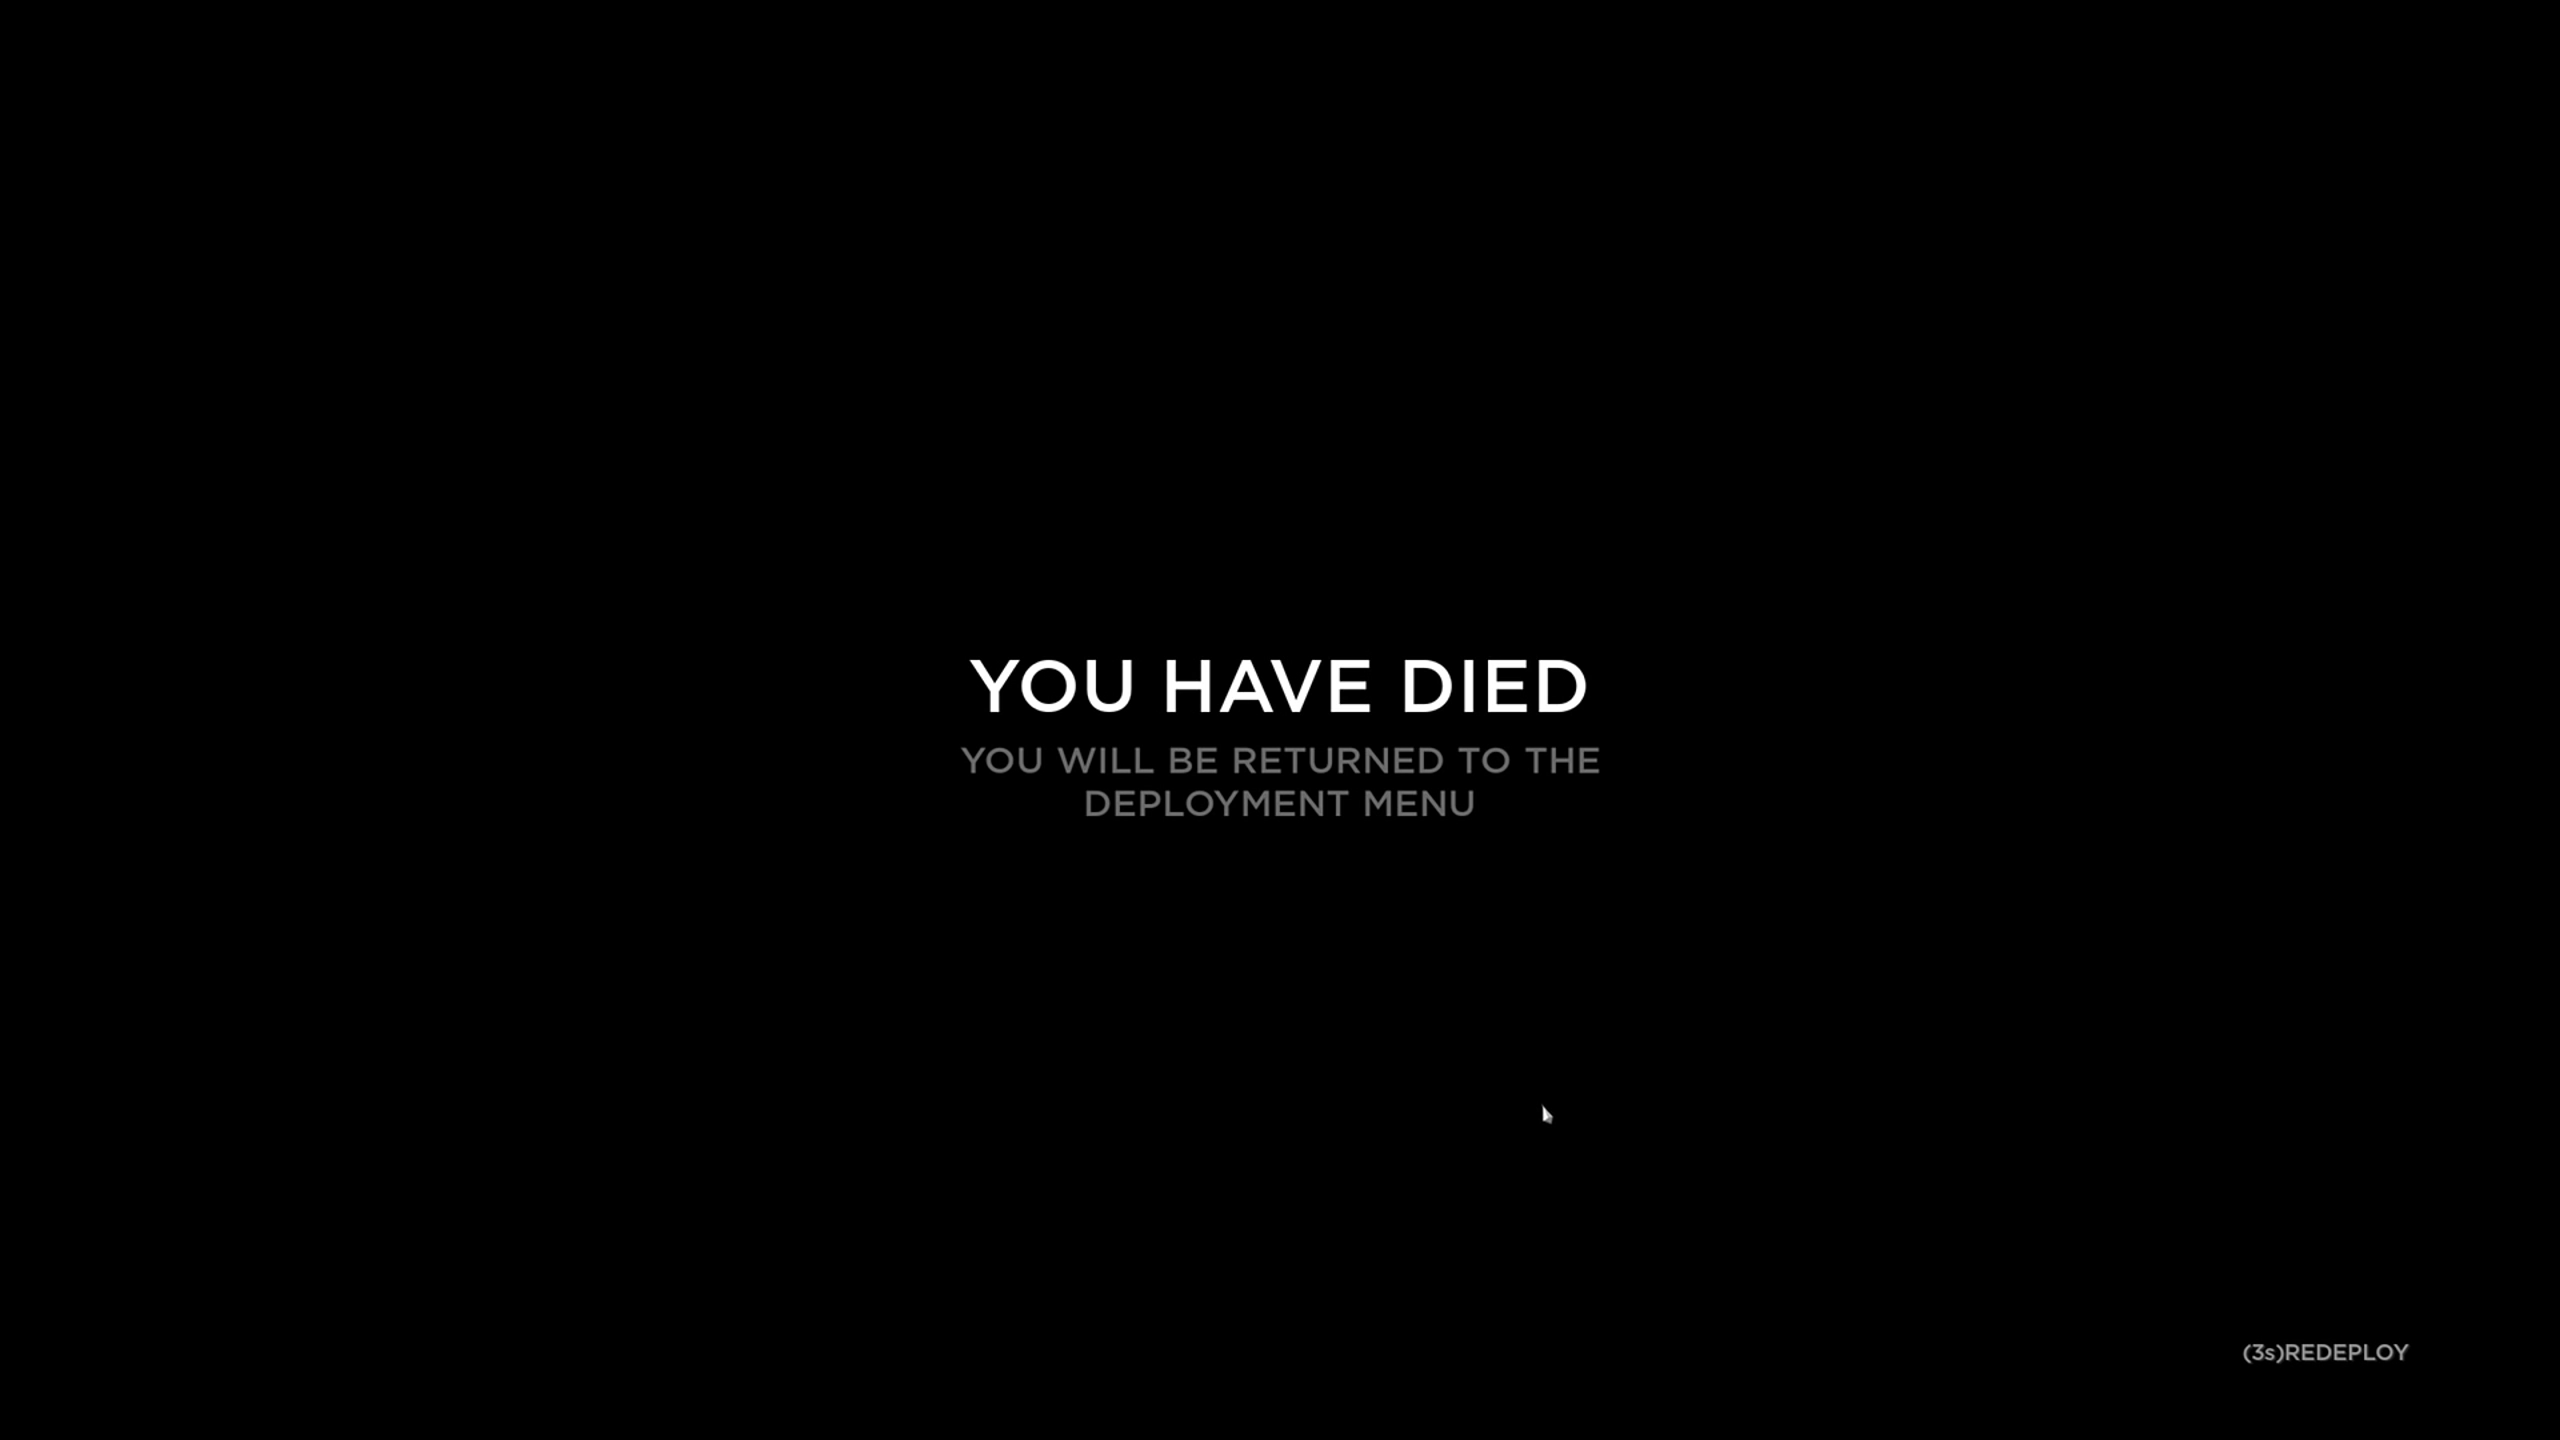 YOU HAVE DIED
YOU WILL BE RETURNED TO THE
DEPLOYMENT MENU
(3s)REDEPLOY